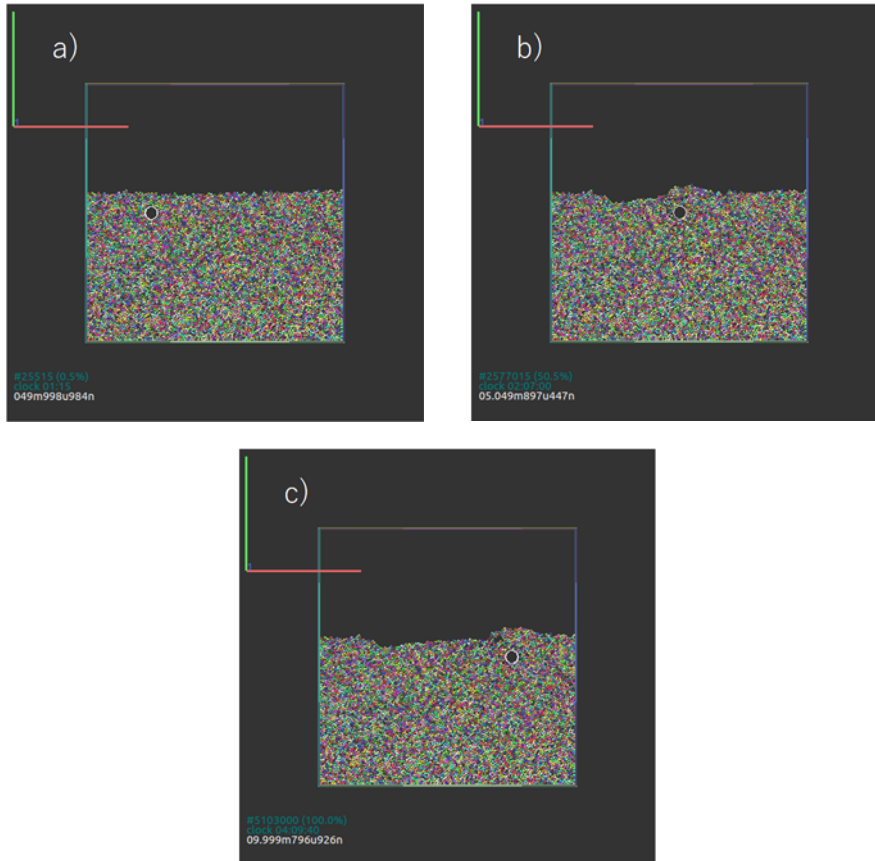 a)
#25515 (0.5%)
clock 01:15
049m998u984n
b)
#2577015 (50.5%)
clock 02:07:00
05.049m897u447n
c)
#5103000 (100.0%)
clock 04:09:40
09.999m796u926n